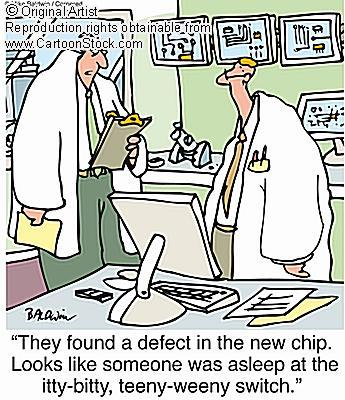 © Original Artist
Reproduction rights obtainable from
www.CartoonStock.com
BALDWIN
"They found a defect in the new chip.
Looks like someone was asleep at the
itty-bitty, teeny-weeny switch."